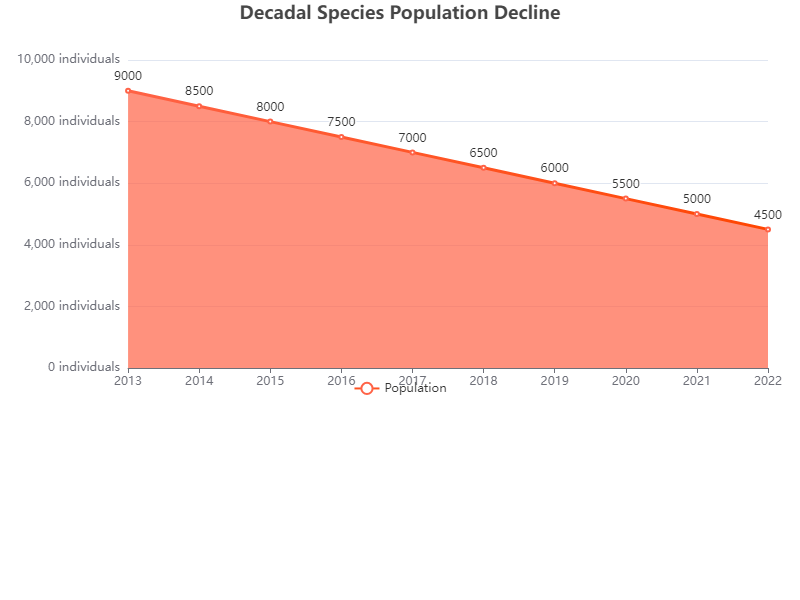 Decadal Species Population Decline
10,000 individuals
8,000 individuals
6,000 individuals
4,000 individuals
2,000 individuals
0 individuals
9000
8500
8000
7500
7000
6500
6000
5500
5000
4500
2013 2014 2015 2016 2017 2018 2019 2020 2021 2022
Population